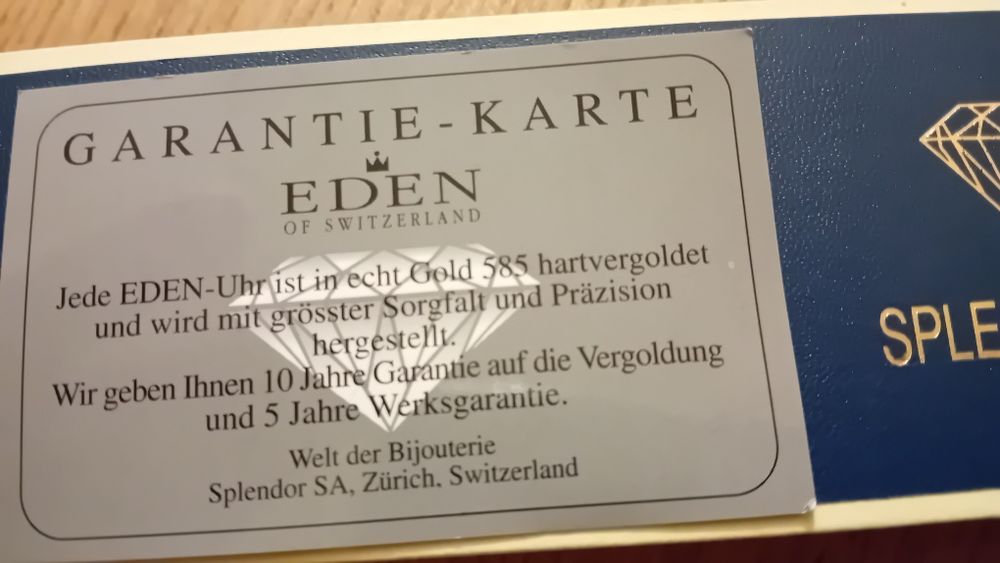 GARANTIE-KARTE
EDEN
OF SWITZERLAND
Jede EDEN-Uhr ist in echt Gold 585 hartvergoldet
und wird mit grösster Sorgfalt und Präzision
hergestellt.
Wir geben Ihnen 10 Jahre Garantie auf die Vergoldung
und 5 Jahre Werksgarantie.
Welt der Bijouterie
Splendor SA, Zürich, Switzerland
SPLE